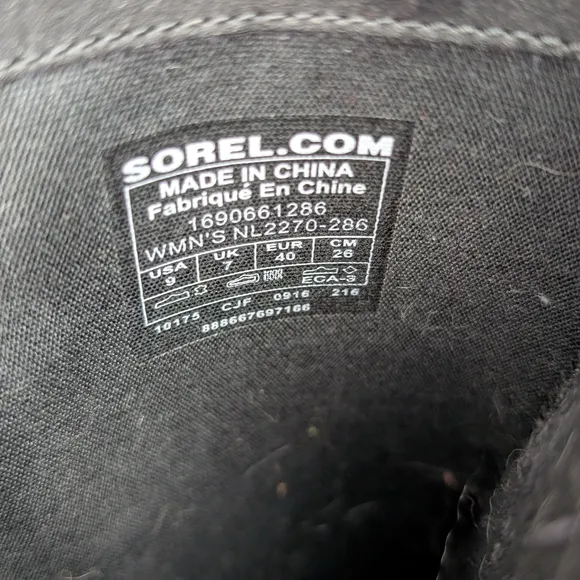 SOREL.COM
MADE IN CHINA
Fabriqué En Chine
1690661286
WMN'S NL2270-286
USA UK EUR CM
9 7 40 26
ECA-3
10175 CJF 0916 216
888667697166